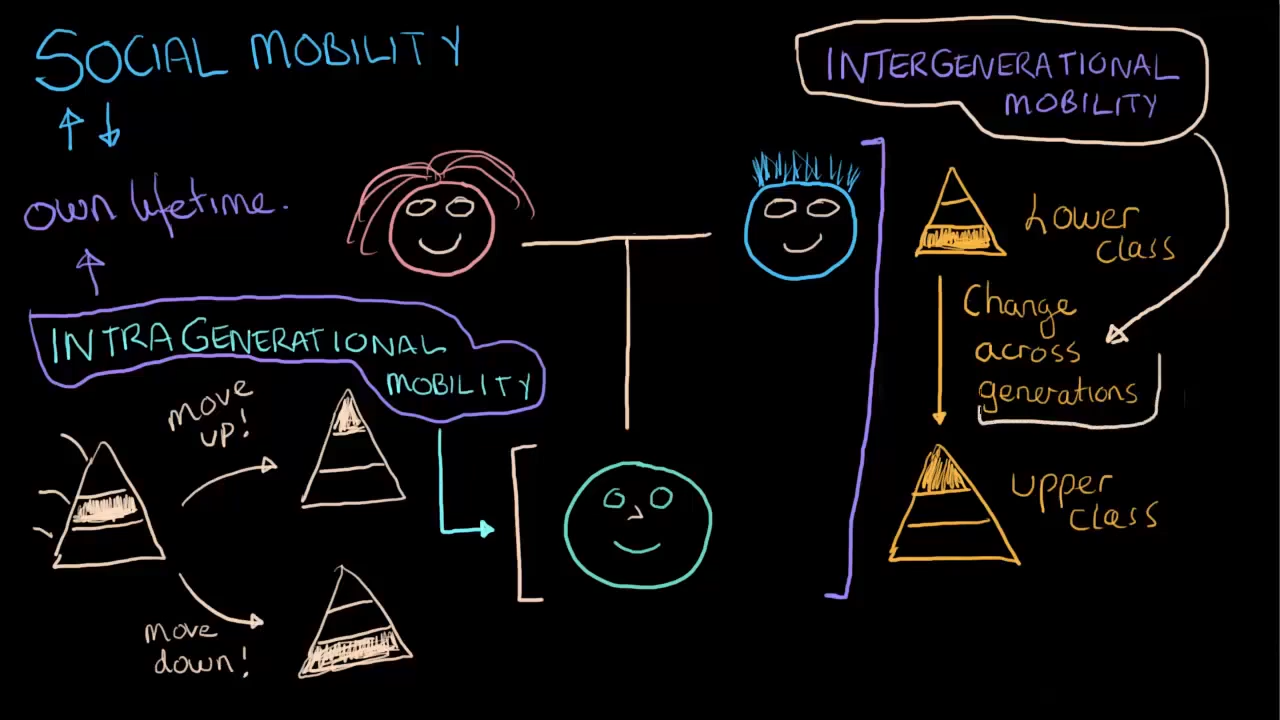 SOCIAL MOBILITY
own lifetime.
INTRAGENERATIONAL
MOBILITY
move
up!
move
down!
INTERGENERATIONAL
MOBILITY
Lower
class
Change
across
generations
upper
class